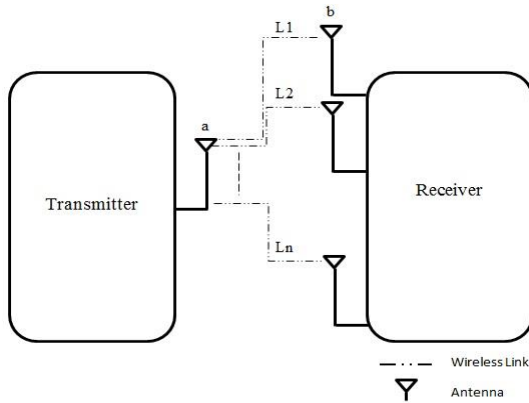 L1
b
L2
a
Transmitter
Receiver
Ln
Wireless Link
Antenna